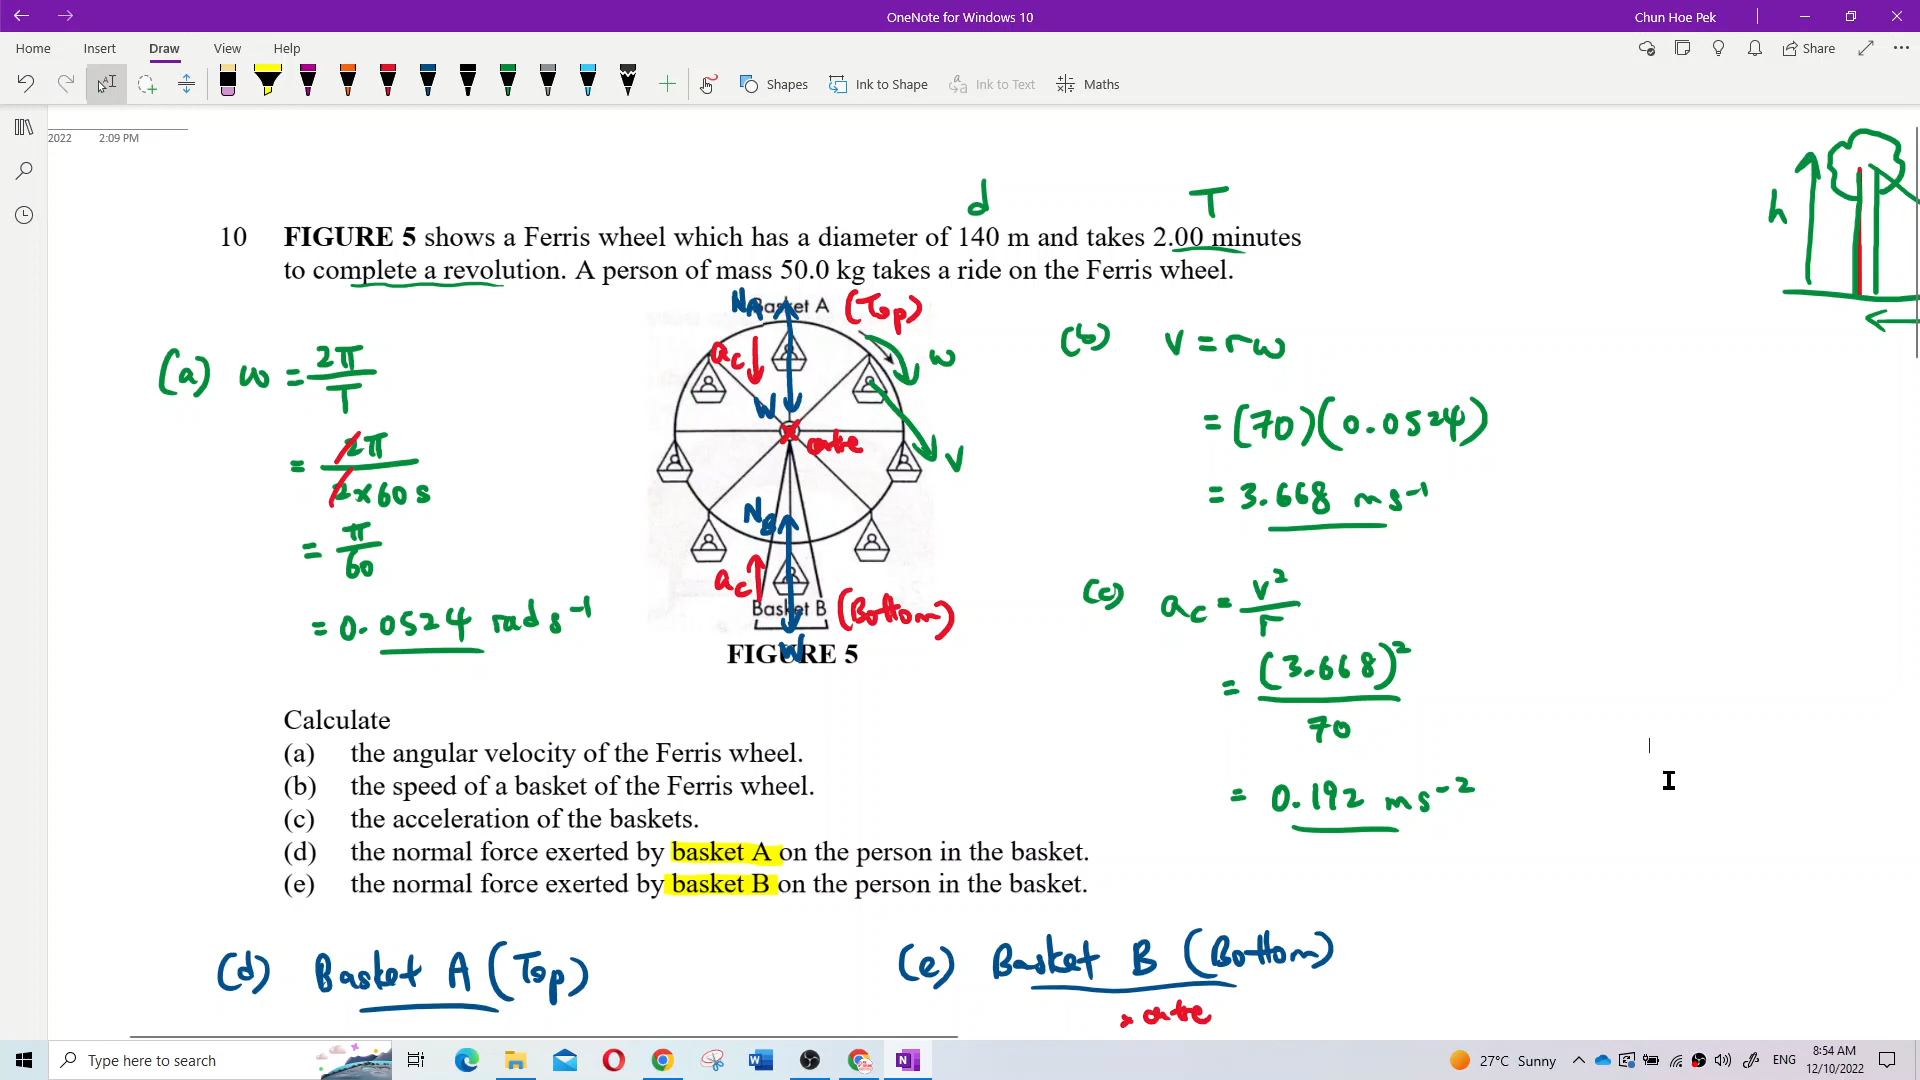 OneNote for Windows 10
Chun Hoe Pek
Home Insert Draw View Help
Share
Shapes
Ink to Shape
Ink to Text
Maths
2022 2:09 PM
d T
10 FIGURE 5 shows a Ferris wheel which has a diameter of 140 m and takes 2.00 minutes
to complete a revolution. A person of mass 50.0 kg takes a ride on the Ferris wheel.
h
(a) ω = 2π / T
= 2π / 2 × 60 s
= π / 60
= 0.0524 rad s⁻¹
N_A Basket A (Top)
a_c ω
W
centre V
N_B
a_c
Basket B (Bottom)
W
FIGURE 5
(b) v = rω
= (70)(0.0524)
= 3.668 ms⁻¹
(c) a_c = v² / r
= (3.668)² / 70
= 0.192 ms⁻²
Calculate
(a) the angular velocity of the Ferris wheel.
(b) the speed of a basket of the Ferris wheel.
(c) the acceleration of the baskets.
(d) the normal force exerted by basket A on the person in the basket.
(e) the normal force exerted by basket B on the person in the basket.
(d) Basket A (Top)
(e) Basket B (Bottom)
× centre
Type here to search
27°C Sunny
ENG
8:54 AM
12/10/2022